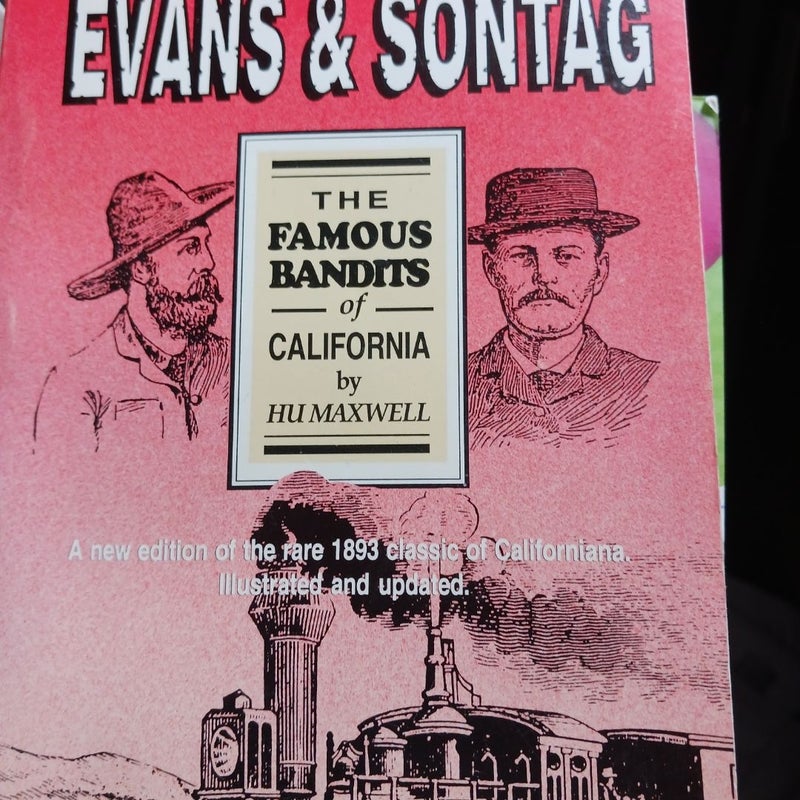 EVANS & SONTAG
THE
FAMOUS
BANDITS
of
CALIFORNIA
by
HU MAXWELL
A new edition of the rare 1893 classic of Californiana.
Illustrated and updated.